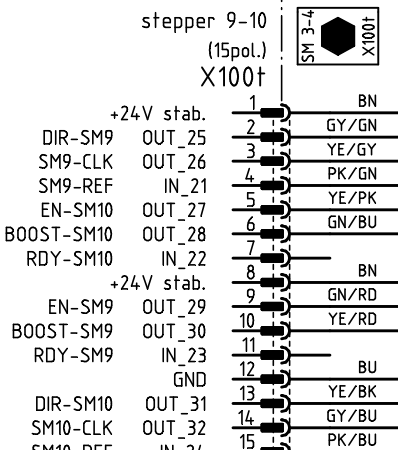 stepper 9-10
(15pol.)
X100t
SM 3-4
X100t
+24V stab. 1 BN
DIR-SM9 OUT_25 2 GY/GN
SM9-CLK OUT_26 3 YE/GY
SM9-REF IN_21 4 PK/GN
EN-SM10 OUT_27 5 YE/PK
BOOST-SM10 OUT_28 6 GN/BU
RDY-SM10 IN_22 7
+24V stab. 8 BN
EN-SM9 OUT_29 9 GN/RD
BOOST-SM9 OUT_30 10 YE/RD
RDY-SM9 IN_23 11
GND 12 BU
DIR-SM10 OUT_31 13 YE/BK
SM10-CLK OUT_32 14 GY/BU
SM10-REF IN_24 15 PK/BU